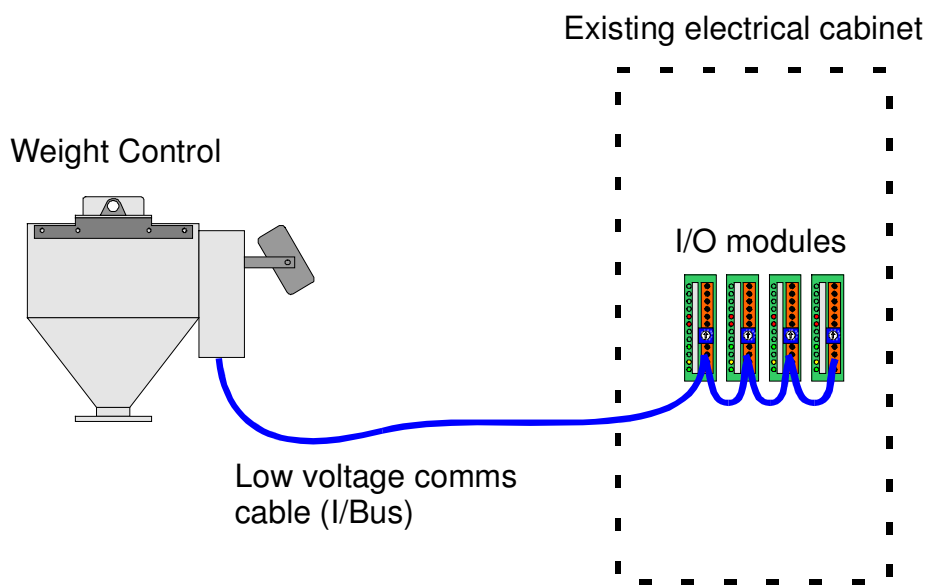 Existing electrical cabinet
Weight Control
I/O modules
Low voltage comms
cable (I/Bus)